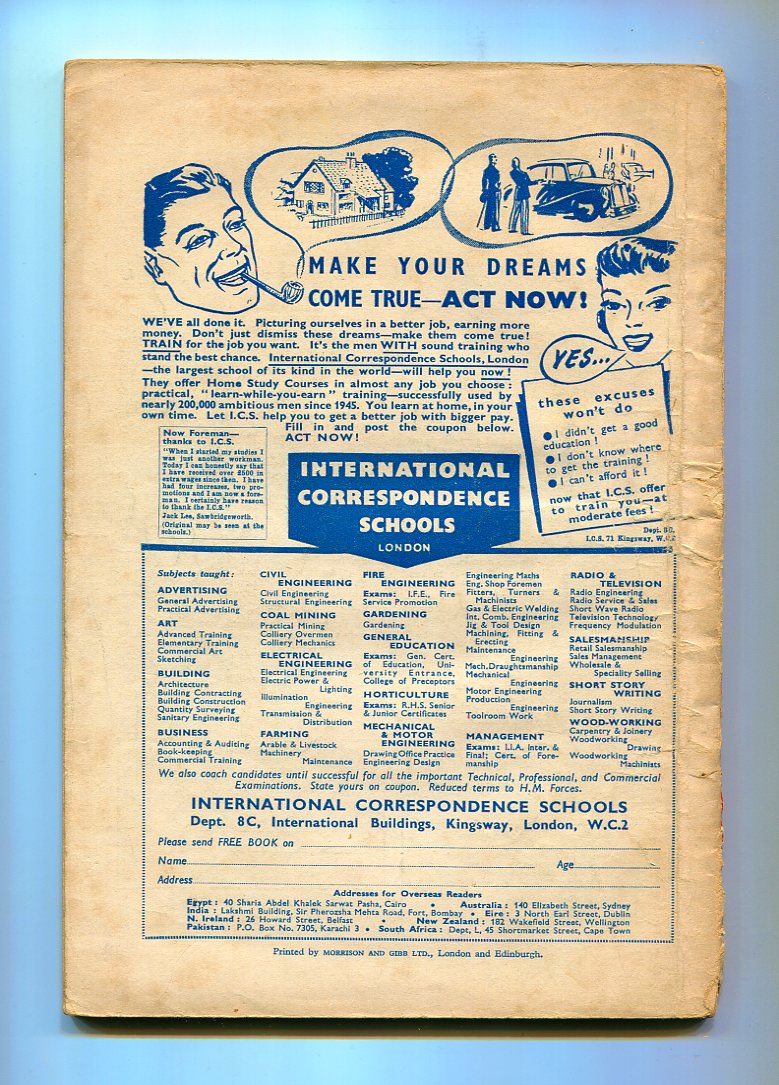 MAKE YOUR DREAMS
COME TRUE—ACT NOW!
WE'VE all done it. Picturing ourselves in a better job, earning more
money. Don't just dismiss these dreams—make them come true!
TRAIN for the job you want. It's the men WITH sound training who
stand the best chance. International Correspondence Schools, London
—the largest school of its kind in the world—will help you now!
They offer Home Study Courses in almost any job you choose:
practical, "learn-while-you-earn" training—successfully used by
nearly 200,000 ambitious men since 1945. You learn at home, in your
own time. Let I.C.S. help you to get a better job with bigger pay.
Fill in and post the coupon below.
ACT NOW!
YES...
these excuses
won't do
● I didn't get a good
education!
● I don't know where
to get the training!
● I can't afford it!
now that I.C.S. offer
to train you—at
moderate fees!
Dept. 8C,
I.C.S. 71 Kingsway, W.C.2
Now Foreman—
thanks to I.C.S.
"When I started my studies I
was just another workman.
Today I can honestly say that
I have received over £500 in
extra wages since then. I have
had four increases, two pro-
motions and I am now a fore-
man. I certainly have reason
to thank the I.C.S."
Jack Lee, Sawbridgeworth.
(Original may be seen at the
schools.)
INTERNATIONAL
CORRESPONDENCE
SCHOOLS
LONDON
Subjects taught:
ADVERTISING
General Advertising
Practical Advertising
ART
Advanced Training
Elementary Training
Commercial Art
Sketching
BUILDING
Architecture
Building Contracting
Building Construction
Quantity Surveying
Sanitary Engineering
BUSINESS
Accounting & Auditing
Book-keeping
Commercial Training
CIVIL
ENGINEERING
Civil Engineering
Structural Engineering
COAL MINING
Practical Mining
Colliery Overmen
Colliery Mechanics
ELECTRICAL
ENGINEERING
Electrical Engineering
Electric Power &
Lighting
Illumination
Engineering
Transmission &
Distribution
FARMING
Arable & Livestock
Machinery
Maintenance
FIRE
ENGINEERING
Exams: I.F.E., Fire
Service Promotion
GARDENING
Gardening
GENERAL
EDUCATION
Exams: Gen. Cert.
of Education, Uni-
versity Entrance,
College of Preceptors
HORTICULTURE
Exams: R.H.S. Senior
& Junior Certificates
MECHANICAL
& MOTOR
ENGINEERING
Drawing Office Practice
Engineering Design
Engineering Maths
Eng. Shop Foremen
Fitters, Turners &
Machinists
Gas & Electric Welding
Int. Comb. Engineering
Jig & Tool Design
Machining, Fitting &
Erecting
Maintenance
Engineering
Mech. Draughtsmanship
Mechanical
Engineering
Motor Engineering
Production
Engineering
Toolroom Work
MANAGEMENT
Exams: I.I.A. Inter. &
Final; Cert. of Fore-
manship
RADIO &
TELEVISION
Radio Engineering
Radio Service & Sales
Short Wave Radio
Television Technology
Frequency Modulation
SALESMANSHIP
Retail Salesmanship
Sales Management
Wholesale &
Speciality Selling
SHORT STORY
WRITING
Journalism
Short Story Writing
WOOD-WORKING
Carpentry & Joinery
Woodworking
Drawing
Woodworking
Machinists
We also coach candidates until successful for all the important Technical, Professional, and Commercial
Examinations. State yours on coupon. Reduced terms to H.M. Forces.
INTERNATIONAL CORRESPONDENCE SCHOOLS
Dept. 8C, International Buildings, Kingsway, London, W.C.2
Please send FREE BOOK on
Name Age
Address
Addresses for Overseas Readers
Egypt: 40 Sharia Abdel Khalek Sarwat Pasha, Cairo • Australia: 140 Elizabeth Street, Sydney
India: Lakshmi Building, Sir Pherozsha Mehta Road, Fort, Bombay • Eire: 3 North Earl Street, Dublin
N. Ireland: 26 Howard Street, Belfast • New Zealand: 182 Wakefield Street, Wellington
Pakistan: P.O. Box No. 7305, Karachi 3 • South Africa: Dept, L, 45 Shortmarket Street, Cape Town
Printed by MORRISON AND GIBB LTD., London and Edinburgh.